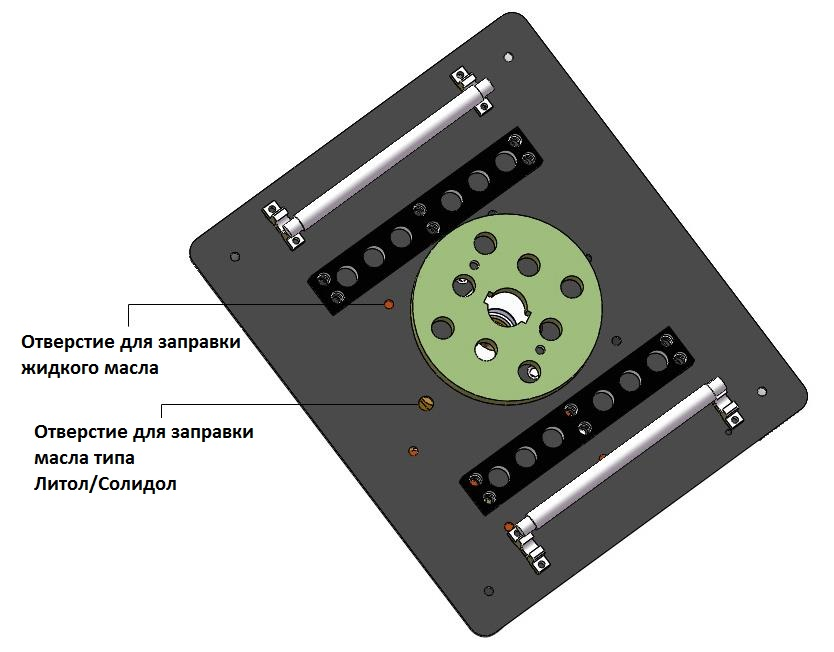 Отверстие для заправки
жидкого масла
Отверстие для заправки
масла типа
Литол/Солидол